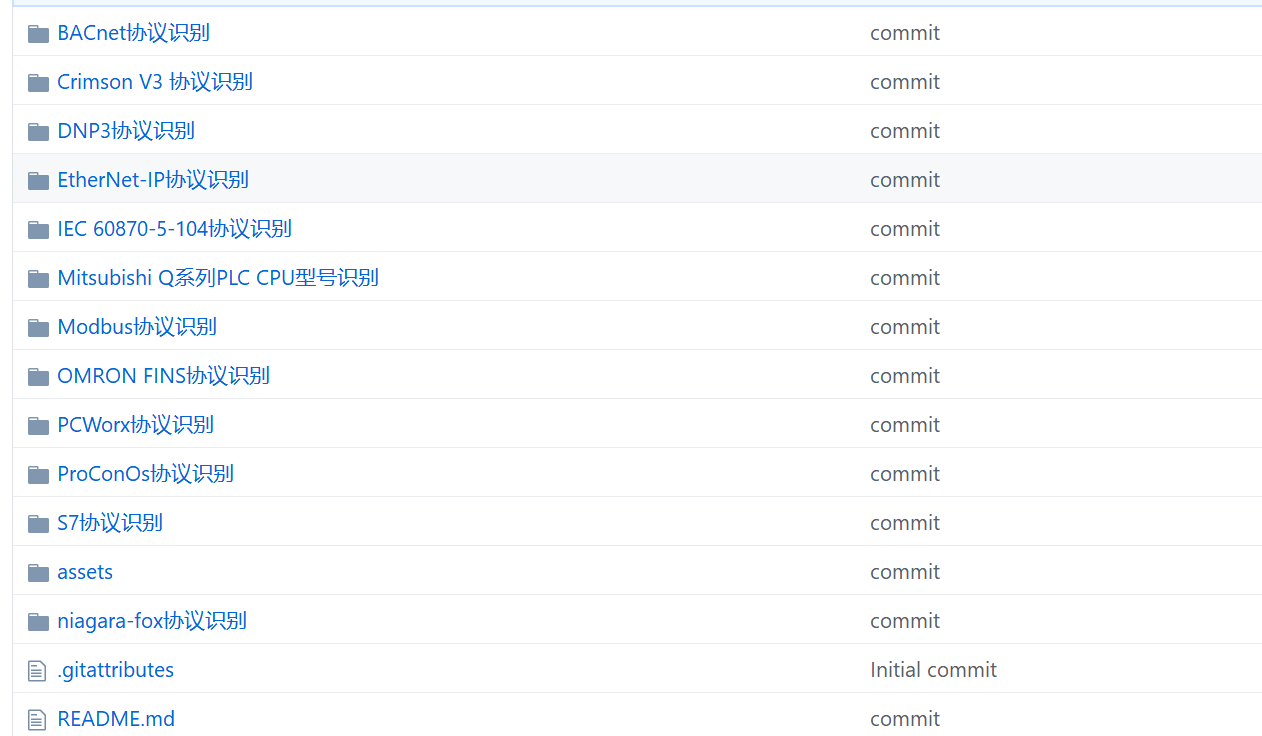 BACnet协议识别 commit
Crimson V3 协议识别 commit
DNP3协议识别 commit
EtherNet-IP协议识别 commit
IEC 60870-5-104协议识别 commit
Mitsubishi Q系列PLC CPU型号识别 commit
Modbus协议识别 commit
OMRON FINS协议识别 commit
PCWorx协议识别 commit
ProConOs协议识别 commit
S7协议识别 commit
assets commit
niagara-fox协议识别 commit
.gitattributes Initial commit
README.md commit